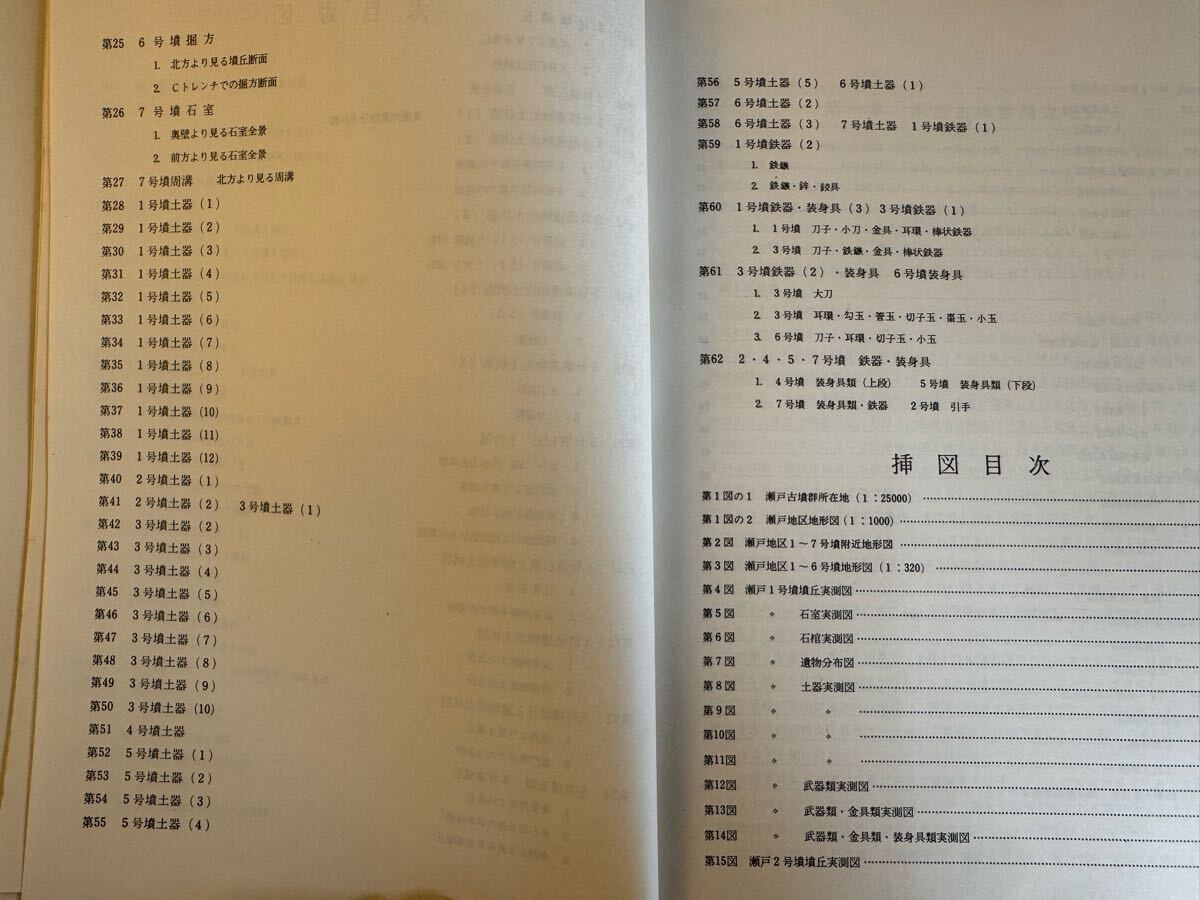 第25 6号墳掘方
1. 北方より見る墳丘断面
2. Cトレンチでの掘方断面
第26 7号墳石室
1. 奥壁より見る石室全景
2. 前方より見る石室全景
第27 7号墳周溝 北方より見る周溝
第28 1号墳土器(1)
第29 1号墳土器(2)
第30 1号墳土器(3)
第31 1号墳土器(4)
第32 1号墳土器(5)
第33 1号墳土器(6)
第34 1号墳土器(7)
第35 1号墳土器(8)
第36 1号墳土器(9)
第37 1号墳土器(10)
第38 1号墳土器(11)
第39 1号墳土器(12)
第40 2号墳土器(1)
第41 2号墳土器(2) 3号墳土器(1)
第42 3号墳土器(2)
第43 3号墳土器(3)
第44 3号墳土器(4)
第45 3号墳土器(5)
第46 3号墳土器(6)
第47 3号墳土器(7)
第48 3号墳土器(8)
第49 3号墳土器(9)
第50 3号墳土器(10)
第51 4号墳土器
第52 5号墳土器(1)
第53 5号墳土器(2)
第54 5号墳土器(3)
第55 5号墳土器(4)
第56 5号墳土器(5) 6号墳土器(1)
第57 6号墳土器(2)
第58 6号墳土器(3) 7号墳土器 1号墳鉄器(1)
第59 1号墳鉄器(2)
1. 鉄鏃
2. 鉄鏃・鉾・鉸具
第60 1号墳鉄器・装身具(3) 3号墳鉄器(1)
1. 1号墳 刀子・小刀・金具・耳環・棒状鉄器
2. 3号墳 刀子・鉄鏃・金具・棒状鉄器
第61 3号墳鉄器(2)・装身具 6号墳装身具
1. 3号墳 大刀
2. 3号墳 耳環・勾玉・管玉・切子玉・棗玉・小玉
3. 6号墳 刀子・耳環・切子玉・小玉
第62 2・4・5・7号墳 鉄器・装身具
1. 4号墳 装身具類(上段) 5号墳 装身具類(下段)
2. 7号墳 装身具類・鉄器 2号墳 引手
挿図目次
第1図の1 瀬戸古墳群所在地(1:25000)
第1図の2 瀬戸地区地形図(1:1000)
第2図 瀬戸地区1～7号墳附近地形図
第3図 瀬戸地区1～6号墳地形図(1:320)
第4図 瀬戸1号墳墳丘実測図
第5図 〃 石室実測図
第6図 〃 石棺実測図
第7図 〃 遺物分布図
第8図 〃 土器実測図
第9図 〃 〃
第10図 〃 〃
第11図 〃 〃
第12図 〃 武器類実測図
第13図 〃 武器類・金具類実測図
第14図 〃 武器類・金具類・装身具類実測図
第15図 瀬戸2号墳墳丘実測図